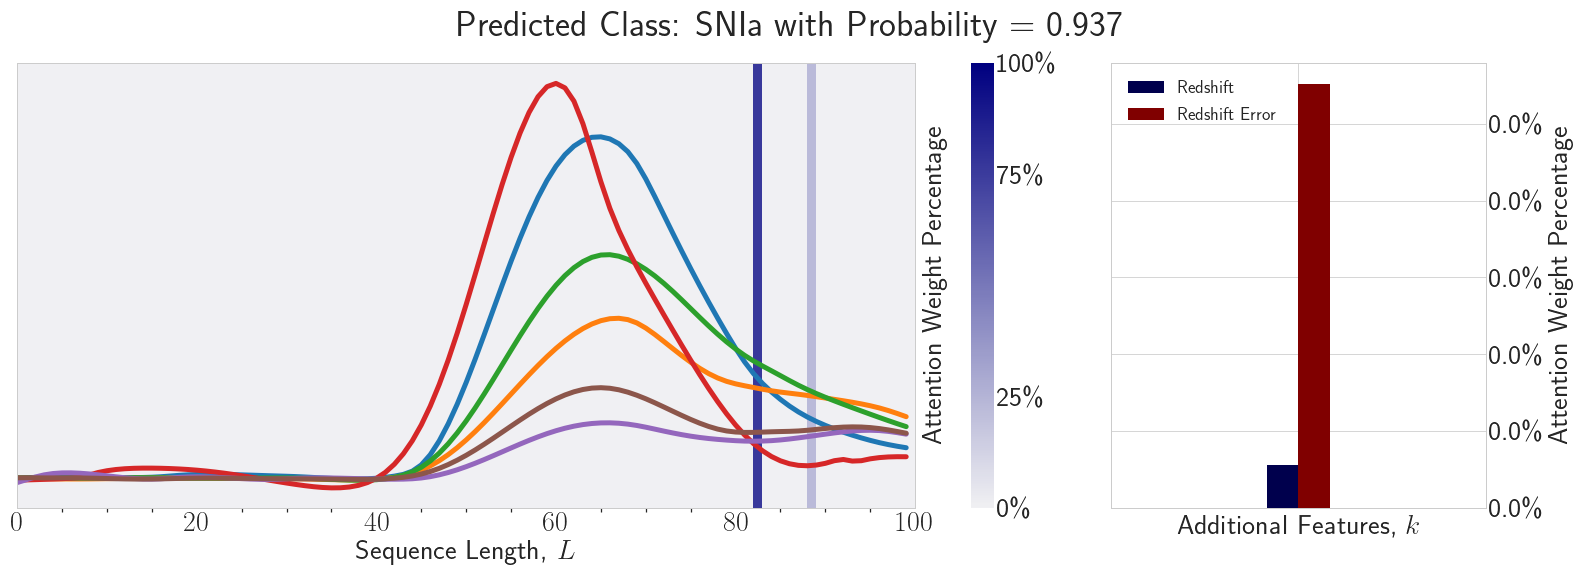 Predicted Class: SNIa with Probability = 0.937
0 20 40 60 80 100
Sequence Length, L
100%
75%
25%
0%
Attention Weight Percentage
Redshift
Redshift Error
0.0%
0.0%
0.0%
0.0%
0.0%
0.0%
Attention Weight Percentage
Additional Features, k